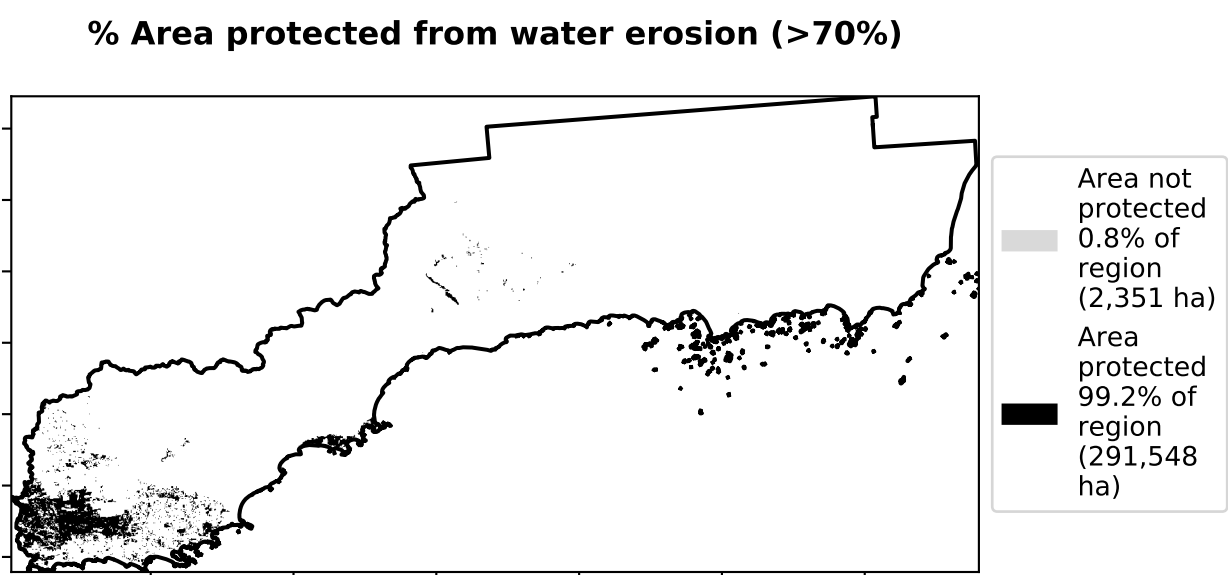 % Area protected from water erosion (>70%)
Area not
protected
0.8% of
region
(2,351 ha)
Area
protected
99.2% of
region
(291,548
ha)